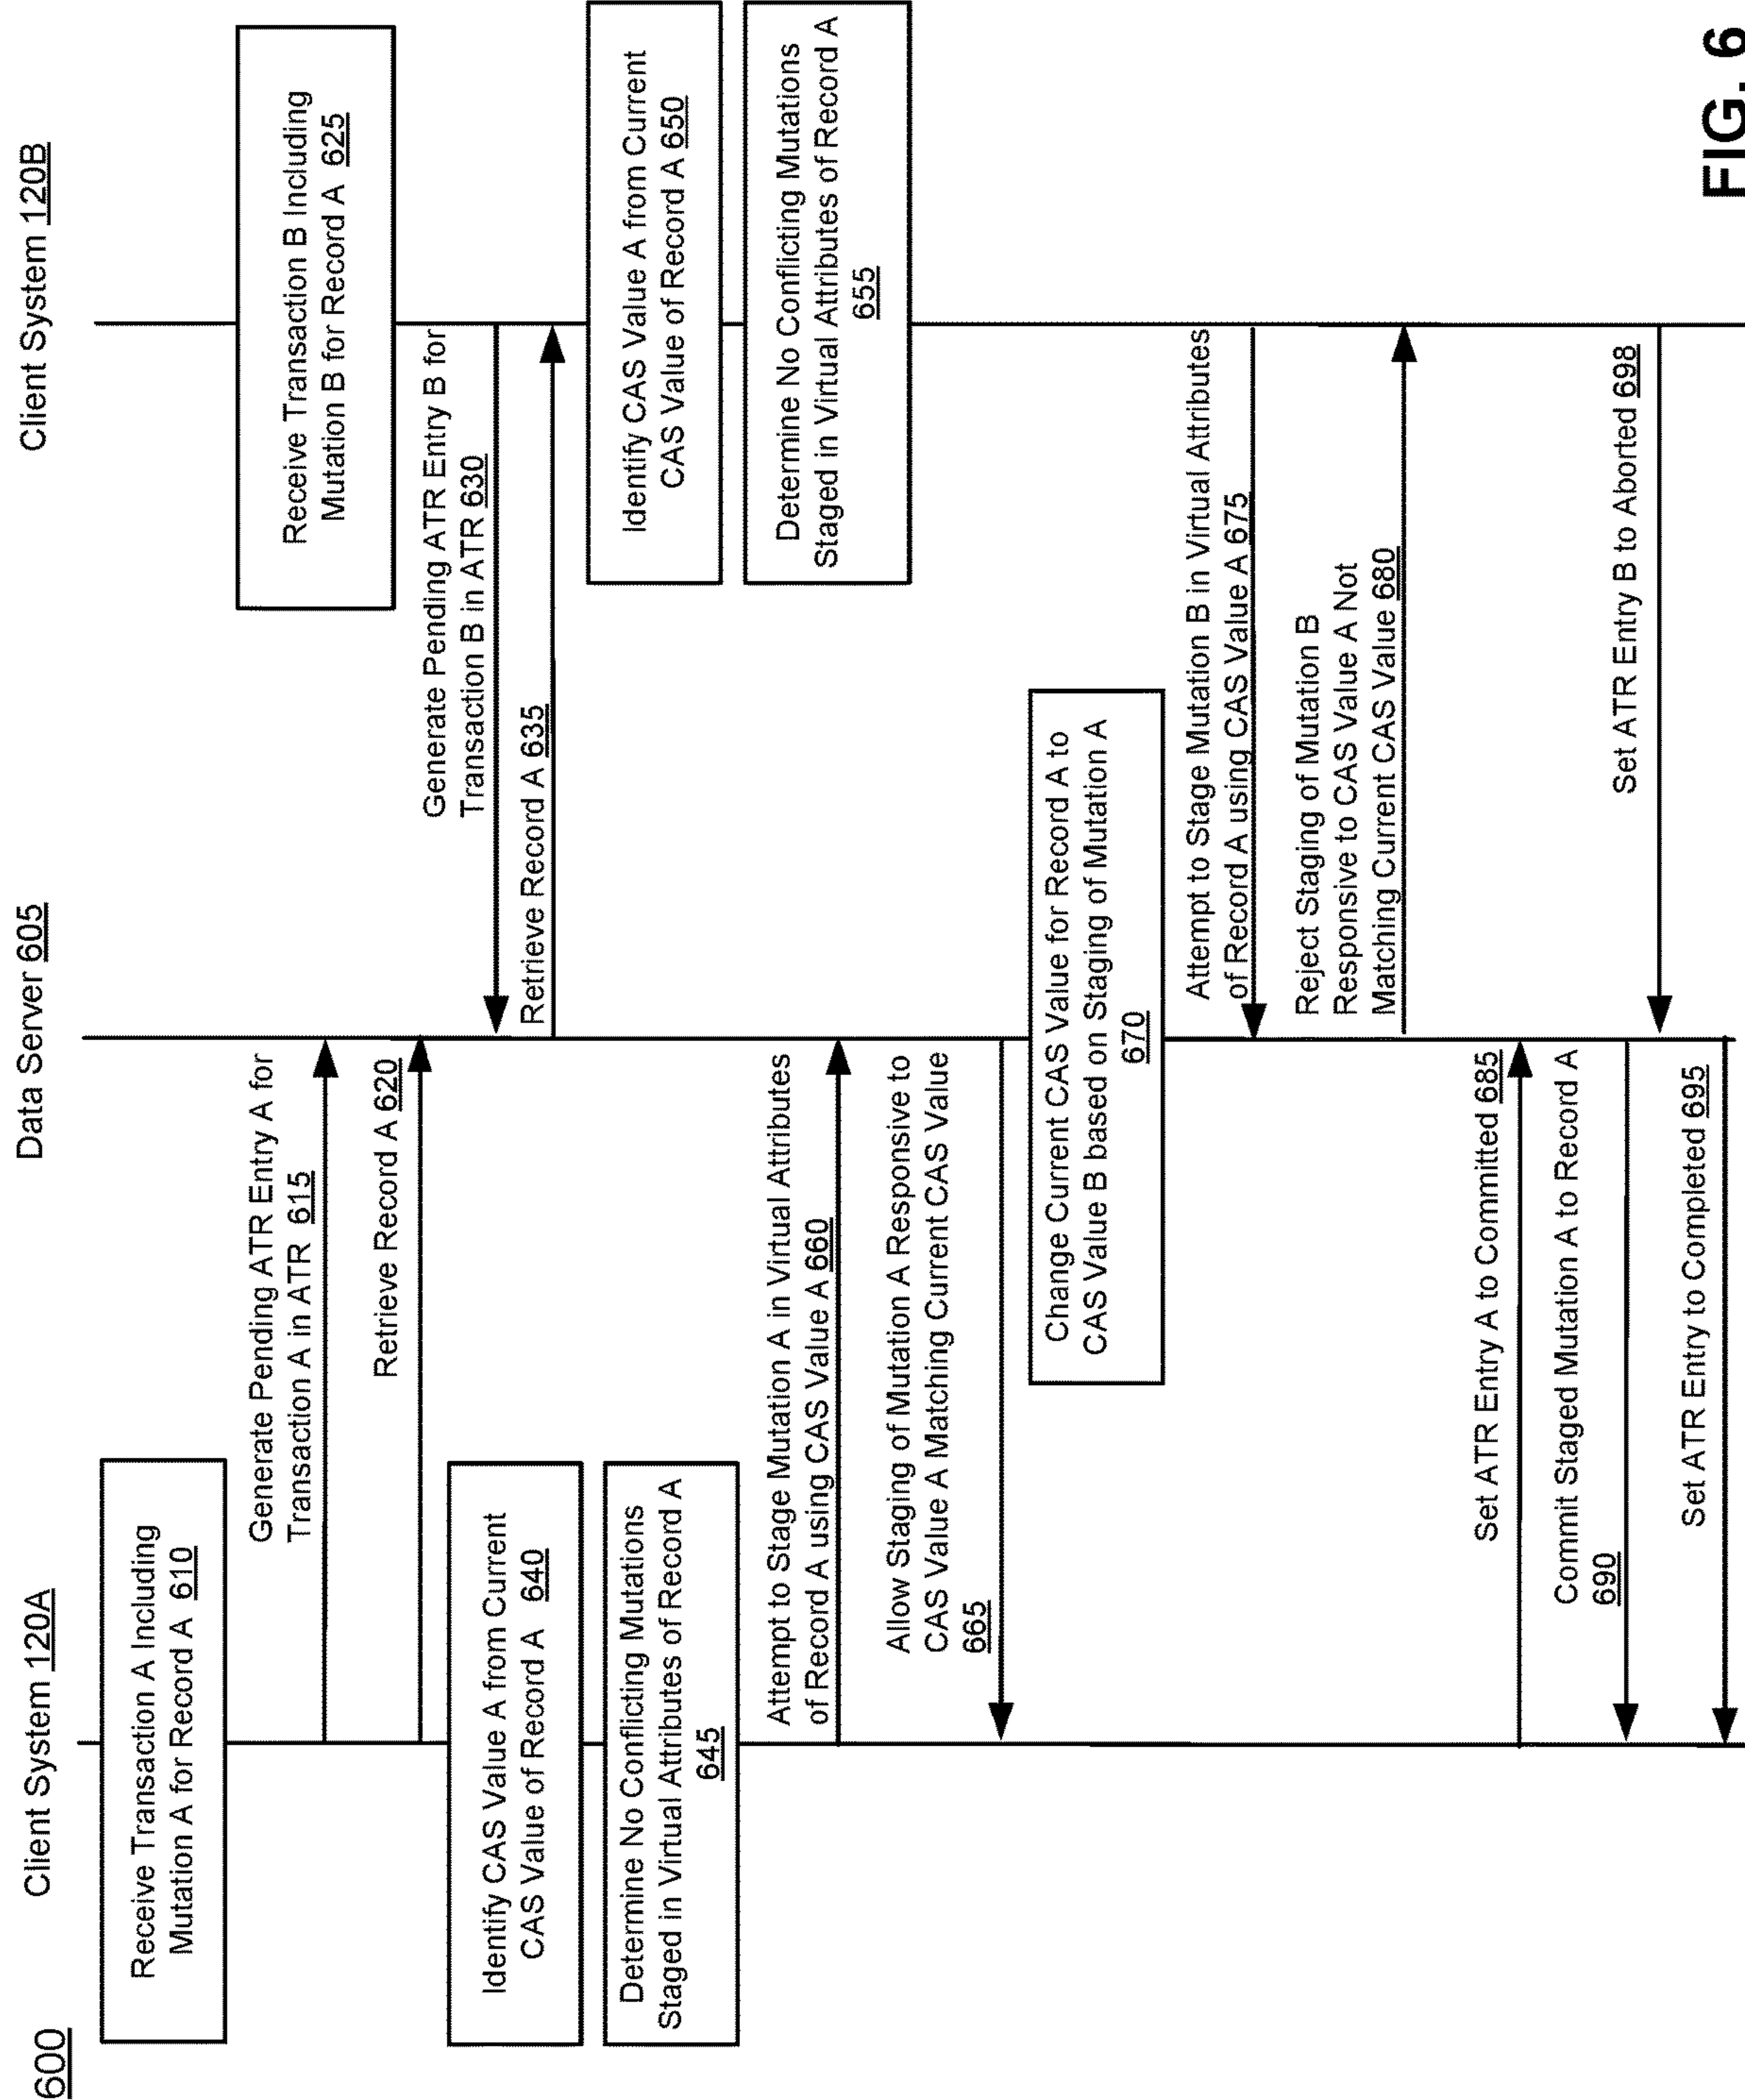 600
Client System 120A
Data Server 605
Client System 120B
Receive Transaction A Including
Mutation A for Record A 610
Generate Pending ATR Entry A for
Transaction A in ATR 615
Retrieve Record A 620
Receive Transaction B Including
Mutation B for Record A 625
Generate Pending ATR Entry B for
Transaction B in ATR 630
Retrieve Record A 635
Identify CAS Value A from Current
CAS Value of Record A 640
Determine No Conflicting Mutations
Staged in Virtual Attributes of Record A
645
Identify CAS Value A from Current
CAS Value of Record A 650
Determine No Conflicting Mutations
Staged in Virtual Attributes of Record A
655
Attempt to Stage Mutation A in Virtual Attributes
of Record A using CAS Value A 660
Allow Staging of Mutation A Responsive to
CAS Value A Matching Current CAS Value
665
Change Current CAS Value for Record A to
CAS Value B based on Staging of Mutation A
670
Attempt to Stage Mutation B in Virtual Attributes
of Record A using CAS Value A 675
Reject Staging of Mutation B
Responsive to CAS Value A Not
Matching Current CAS Value 680
Set ATR Entry A to Committed 685
Commit Staged Mutation A to Record A
690
Set ATR Entry to Completed 695
Set ATR Entry B to Aborted 698
FIG. 6